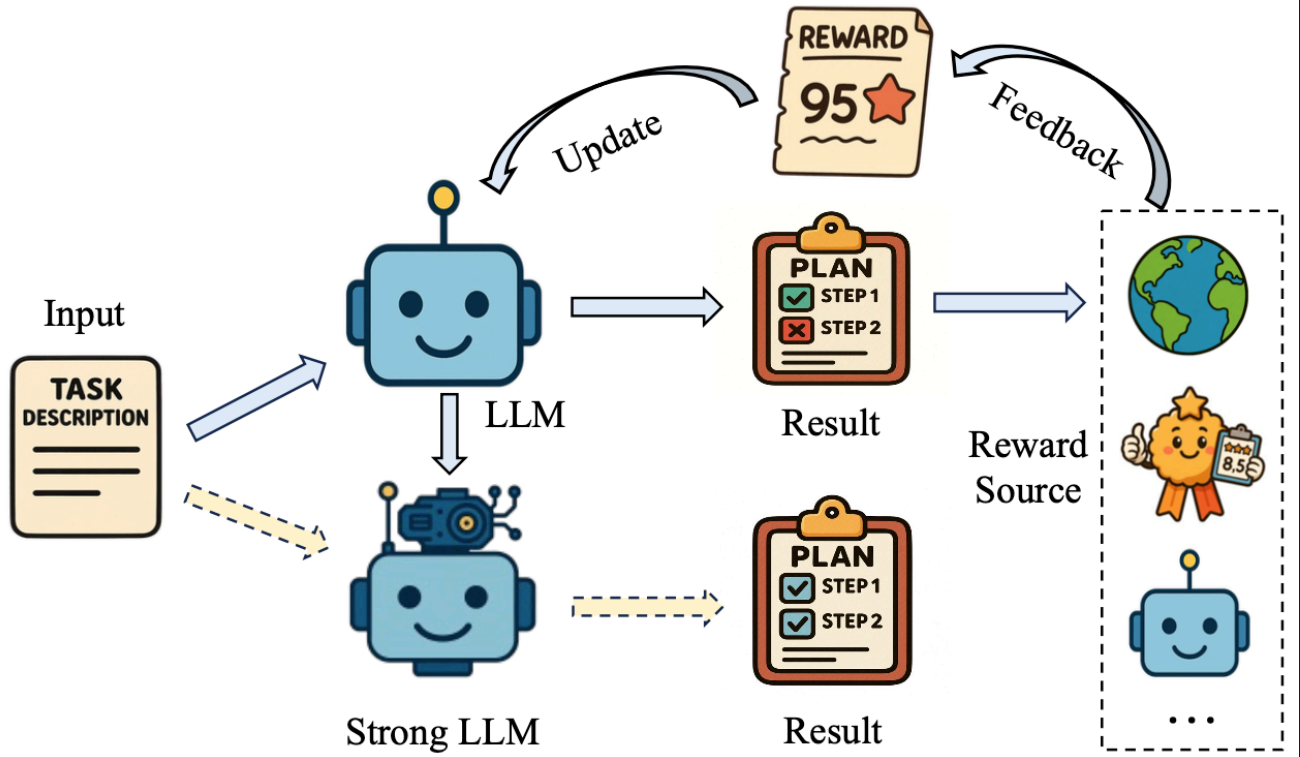 REWARD
95
Update
Feedback
Input
TASK
DESCRIPTION
LLM
PLAN
STEP 1
STEP 2
Result
Reward
Source
8,5
Strong LLM
PLAN
STEP 1
STEP 2
Result
...